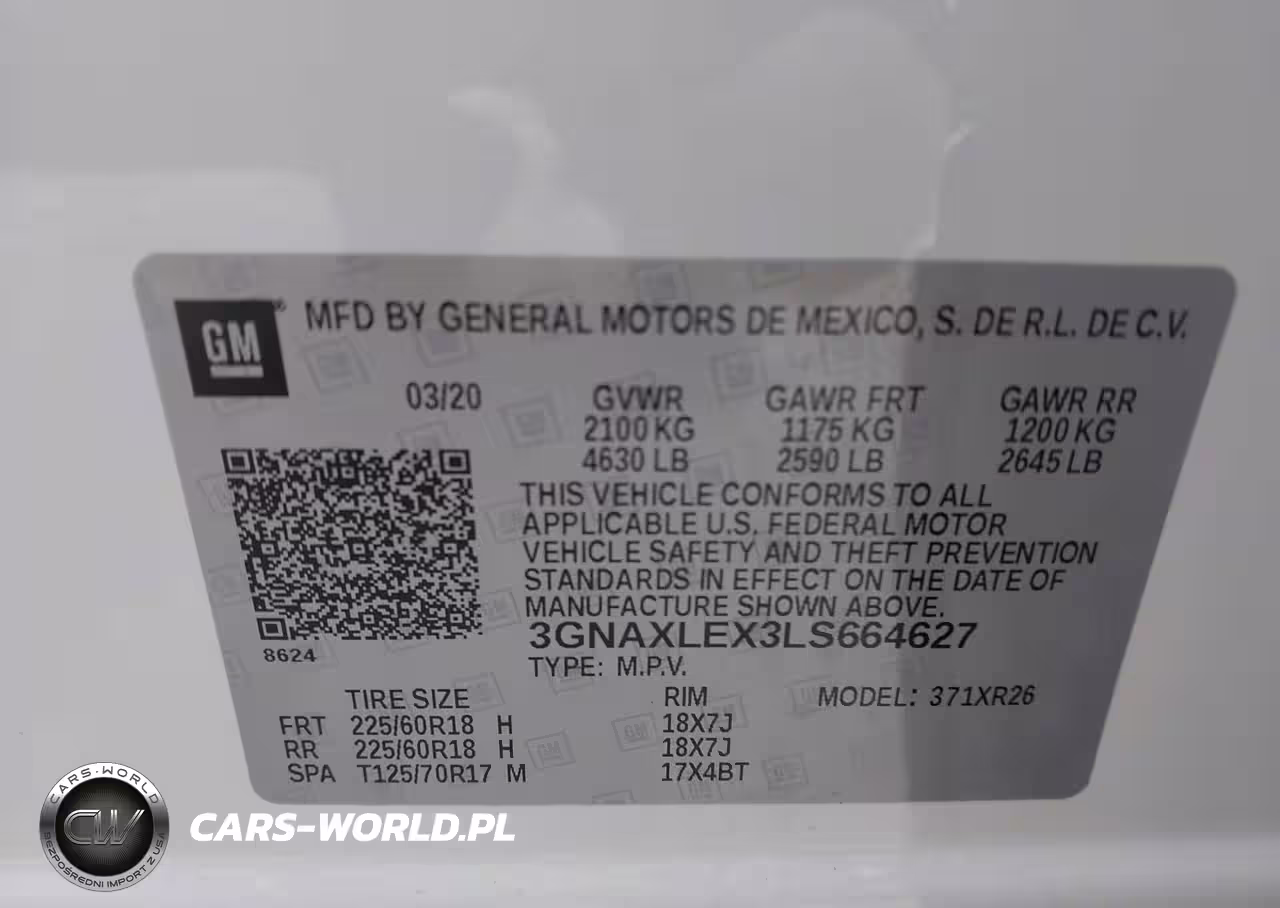 GM
MFD BY GENERAL MOTORS DE MEXICO, S. DE R.L. DE C.V.
03/20 GVWR GAWR FRT GAWR RR
2100 KG 1175 KG 1200 KG
4630 LB 2590 LB 2645 LB
THIS VEHICLE CONFORMS TO ALL
APPLICABLE U.S. FEDERAL MOTOR
VEHICLE SAFETY AND THEFT PREVENTION
STANDARDS IN EFFECT ON THE DATE OF
MANUFACTURE SHOWN ABOVE.
3GNAXLEX3LS664627
8624
TYPE: M.P.V.
TIRE SIZE RIM MODEL: 371XR26
FRT 225/60R18 H 18X7J
RR 225/60R18 H 18X7J
SPA T125/70R17 M 17X4BT
CARS-WORLD
CW
BEZPOŚREDNI IMPORT Z USA
CARS-WORLD.PL